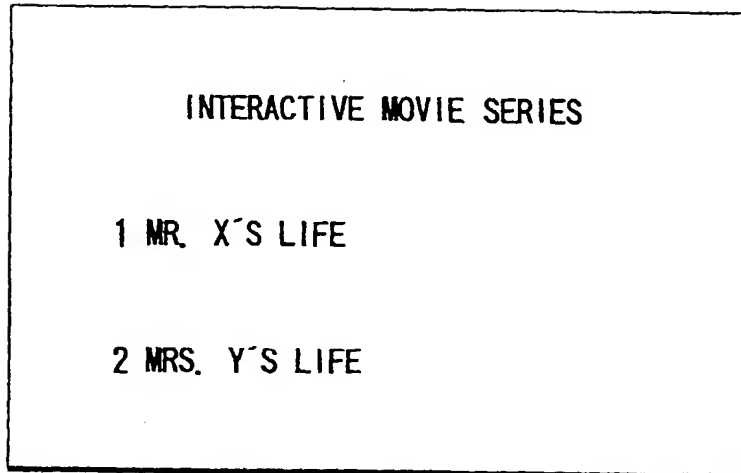 INTERACTIVE MOVIE SERIES
1 MR. X´S LIFE
2 MRS. Y´S LIFE